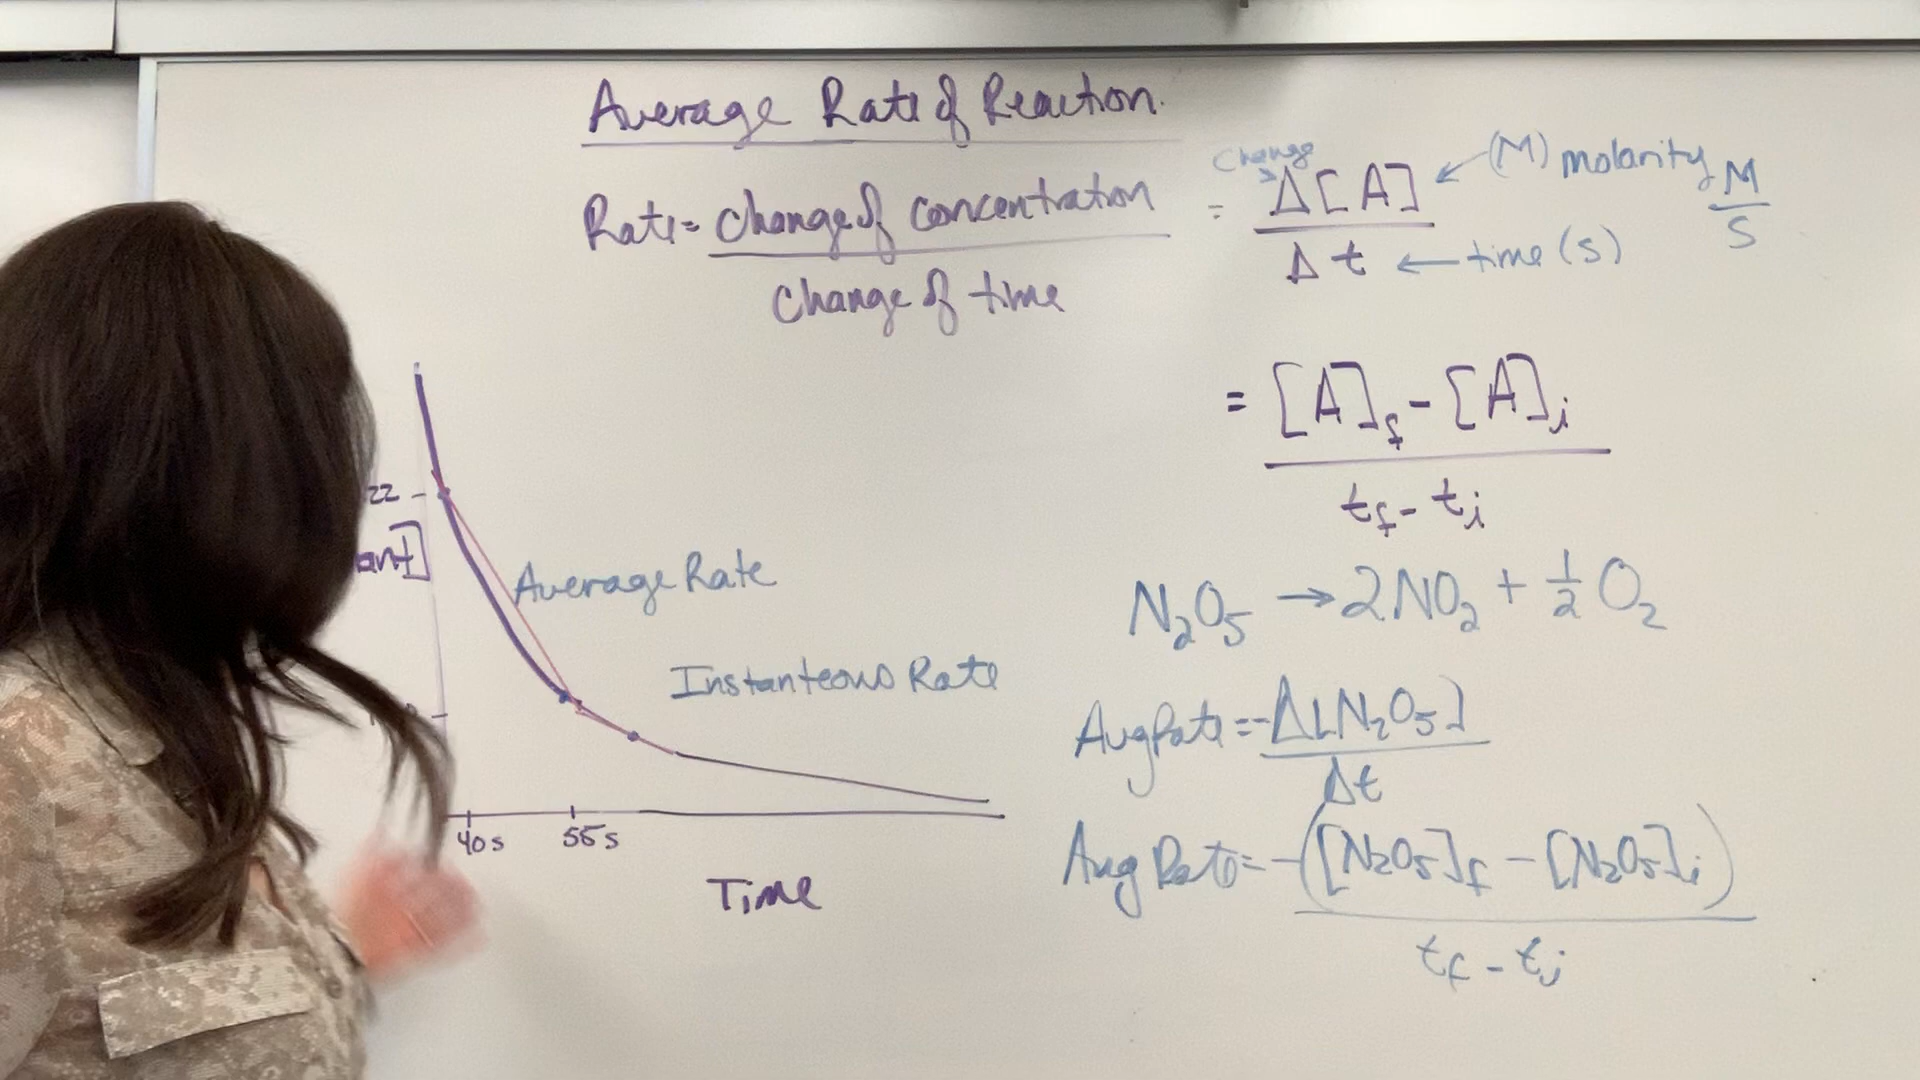 Average Rate of Reaction.
Rate = Change of Concentration
Change of time
Change
= Δ[A]
Δt
← (M) molarity
← time (s)
M
S
= [A]f - [A]i
tf - ti
22
ant]
Average Rate
Instanteous Rate
40s 55s
Time
N2O5 → 2NO2 + 1/2 O2
Avg Rate = -Δ[N2O5]
Δt
Avg Rate = -([N2O5]f - [N2O5]i)
tf - ti